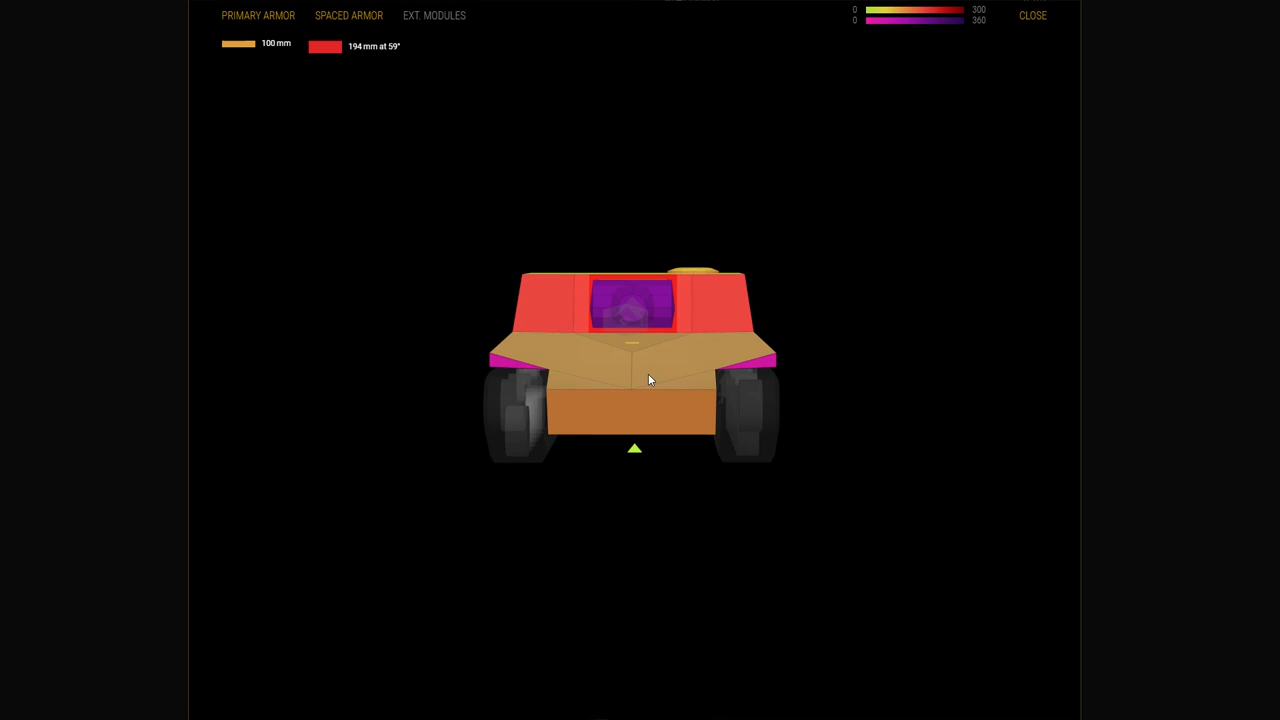 PRIMARY ARMOR SPACED ARMOR EXT. MODULES 0 300 CLOSE
0 360
100 mm 194 mm at 59°